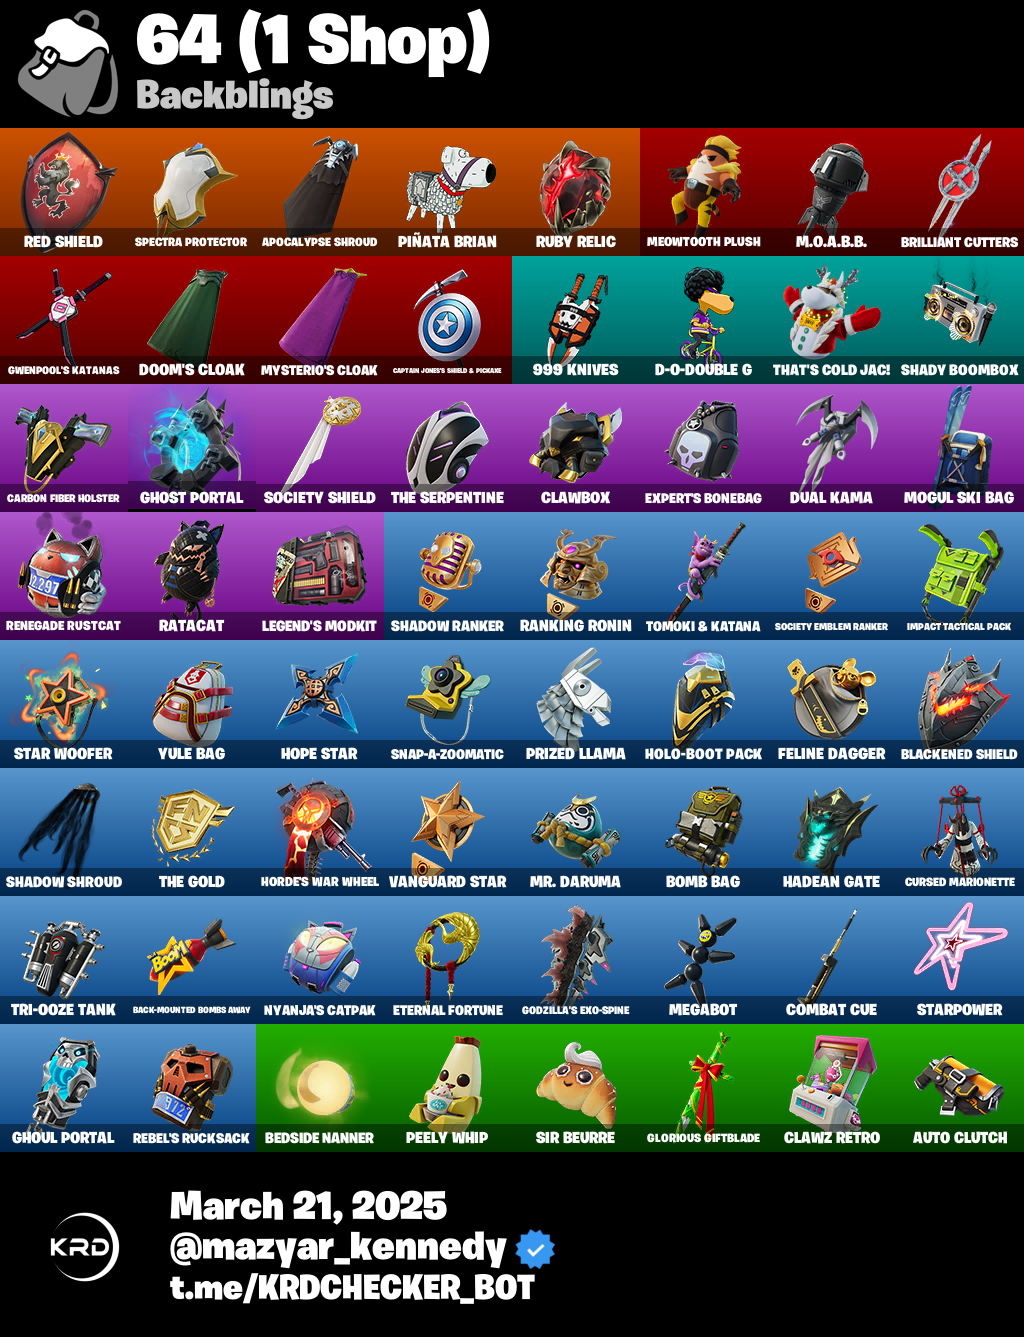 64 (1 Shop)
Backblings
RED SHIELD
SPECTRA PROTECTOR
APOCALYPSE SHROUD
PIÑATA BRIAN
RUBY RELIC
MEOWTOOTH PLUSH
M.O.A.B.B.
BRILLIANT CUTTERS
GWENPOOL'S KATANAS
DOOM'S CLOAK
MYSTERIO'S CLOAK
CAPTAIN JONES'S SHIELD & PICKAXE
999 KNIVES
D-O-DOUBLE G
THAT'S COLD JAC!
SHADY BOOMBOX
CARBON FIBER HOLSTER
GHOST PORTAL
SOCIETY SHIELD
THE SERPENTINE
CLAWBOX
EXPERT'S BONEBAG
DUAL KAMA
MOGUL SKI BAG
RENEGADE RUSTCAT
RATACAT
LEGEND'S MODKIT
SHADOW RANKER
RANKING RONIN
TOMOKI & KATANA
SOCIETY EMBLEM RANKER
IMPACT TACTICAL PACK
STAR WOOFER
YULE BAG
HOPE STAR
SNAP-A-ZOOMATIC
PRIZED LLAMA
HOLO-BOOT PACK
FELINE DAGGER
BLACKENED SHIELD
SHADOW SHROUD
THE GOLD
HORDE'S WAR WHEEL
VANGUARD STAR
MR. DARUMA
BOMB BAG
HADEAN GATE
CURSED MARIONETTE
TRI-OOZE TANK
BOOM
BACK-MOUNTED BOMBS AWAY
NYANJA'S CATPAK
ETERNAL FORTUNE
GODZILLA'S EXO-SPINE
MEGABOT
COMBAT CUE
STARPOWER
GHOUL PORTAL
REBEL'S RUCKSACK
BEDSIDE NANNER
PEELY WHIP
SIR BEURRE
GLORIOUS GIFTBLADE
CLAWZ RETRO
AUTO CLUTCH
KRD
March 21, 2025
@mazyar_kennedy
t.me/KRDCHECKER_BOT